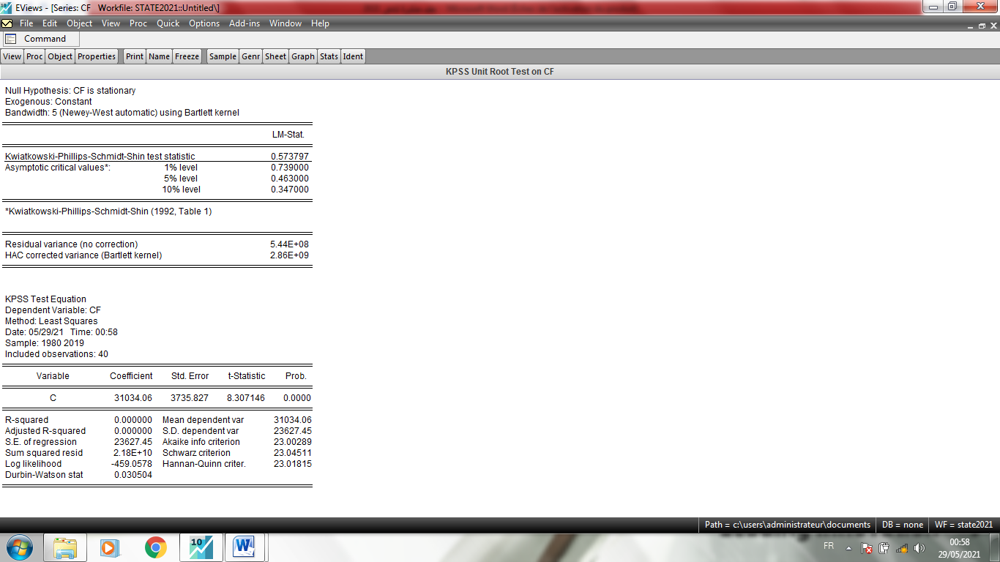 EViews - [Series: CF   Workfile: STATE2021::Untitled\]
File Edit Object View Proc Quick Options Add-ins Window Help
Command
View Proc Object Properties Print Name Freeze Sample Genr Sheet Graph Stats Ident
KPSS Unit Root Test on CF
Null Hypothesis: CF is stationary
Exogenous: Constant
Bandwidth: 5 (Newey-West automatic) using Bartlett kernel
LM-Stat.
Kwiatkowski-Phillips-Schmidt-Shin test statistic 0.573797
Asymptotic critical values*: 1% level 0.739000
5% level 0.463000
10% level 0.347000
*Kwiatkowski-Phillips-Schmidt-Shin (1992, Table 1)
Residual variance (no correction) 5.44E+08
HAC corrected variance (Bartlett kernel) 2.86E+09
KPSS Test Equation
Dependent Variable: CF
Method: Least Squares
Date: 05/29/21   Time: 00:58
Sample: 1980 2019
Included observations: 40
Variable Coefficient Std. Error t-Statistic Prob.
C 31034.06 3735.827 8.307146 0.0000
R-squared 0.000000 Mean dependent var 31034.06
Adjusted R-squared 0.000000 S.D. dependent var 23627.45
S.E. of regression 23627.45 Akaike info criterion 23.00289
Sum squared resid 2.18E+10 Schwarz criterion 23.04511
Log likelihood -459.0578 Hannan-Quinn criter. 23.01815
Durbin-Watson stat 0.030504
Path = c:\users\administrateur\documents DB = none WF = state2021
FR 00:58
29/05/2021